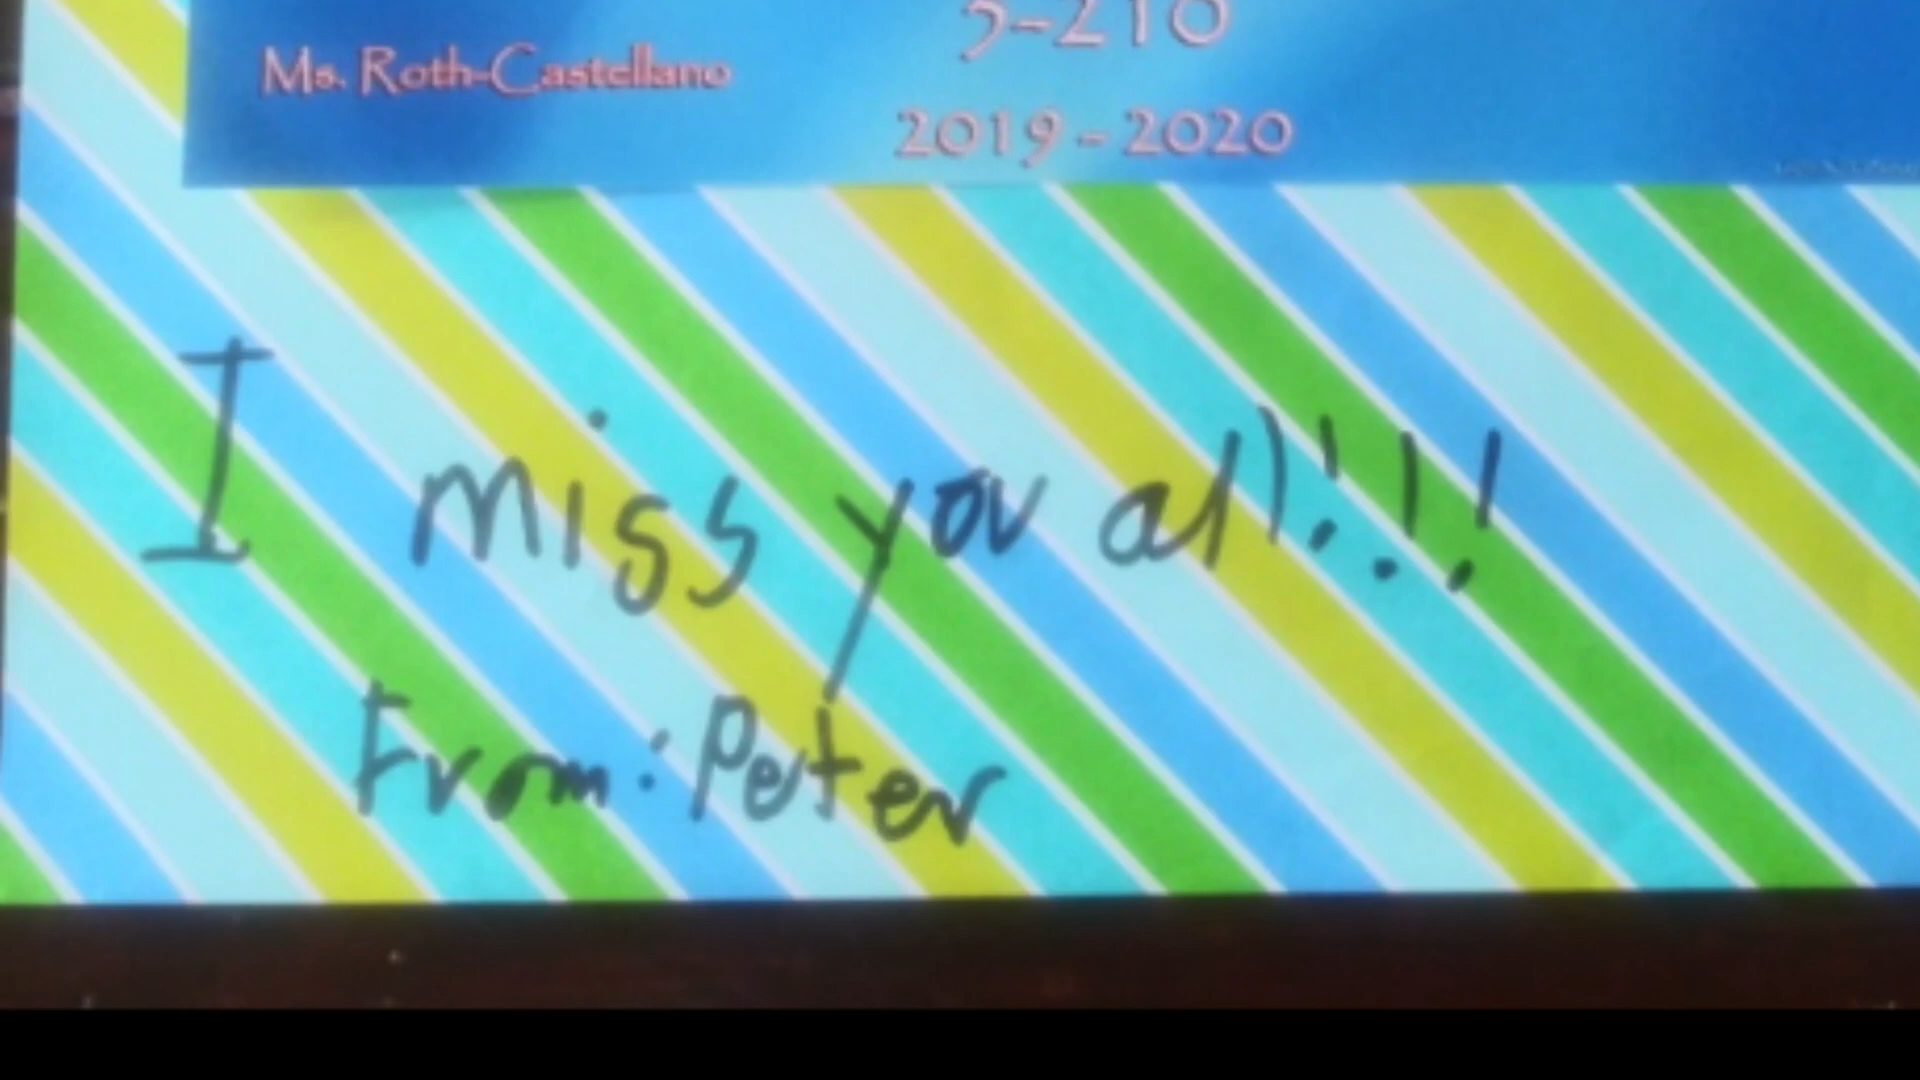 5-210
Ms. Roth-Castellano
2019 - 2020
I miss you all!!!
From: Peter